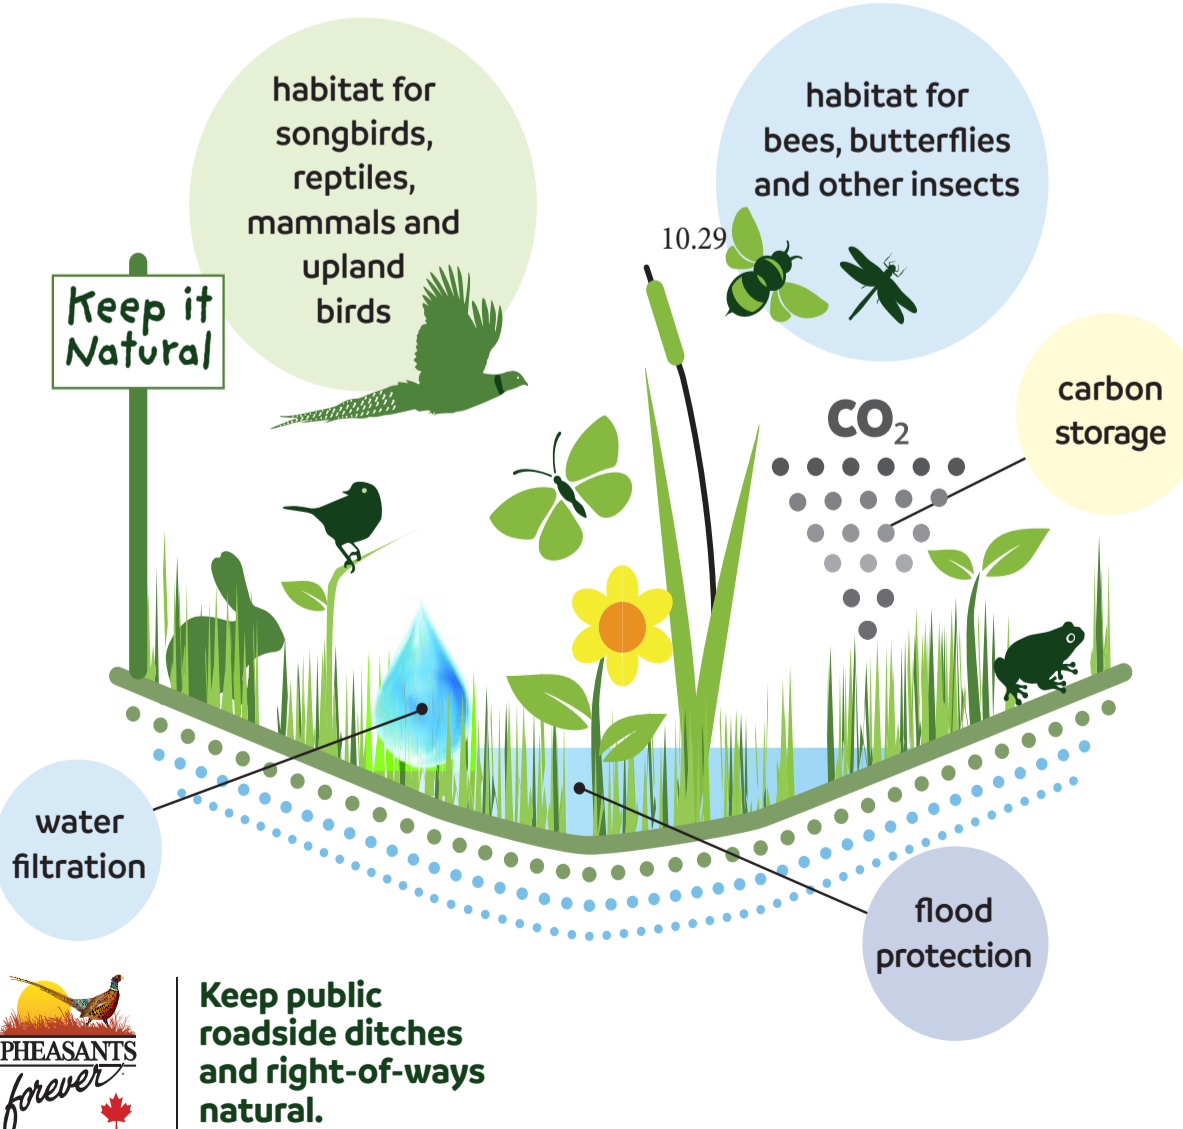 habitat for
songbirds,
reptiles,
mammals and
upland
birds
habitat for
bees, butterflies
and other insects
10.29
Keep it
Natural
carbon
storage
CO₂
water
filtration
flood
protection
PHEASANTS
forever
Keep public
roadside ditches
and right-of-ways
natural.